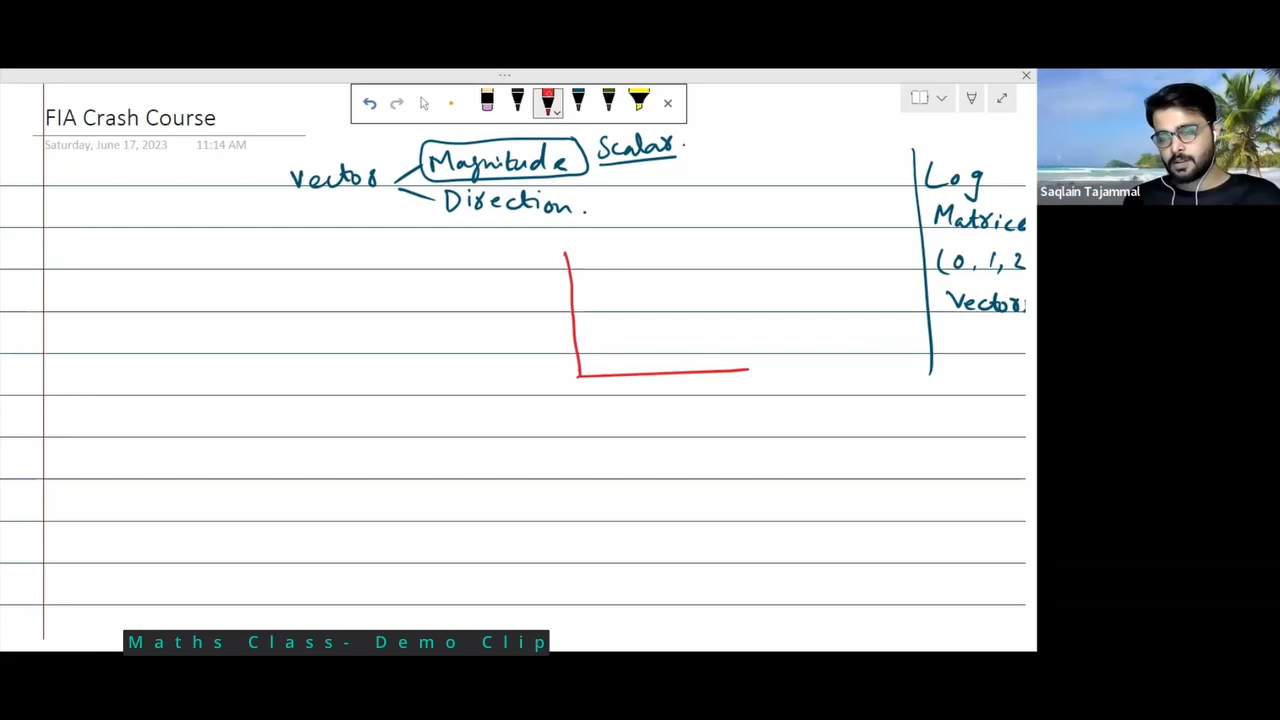 FIA Crash Course
Saturday, June 17, 2023 11:14 AM
Vector
Magnitude
Scalar.
Direction.
Log
Matrice
(0, 1, 2
Vectors
Saqlain Tajammal
Maths Class- Demo Clip